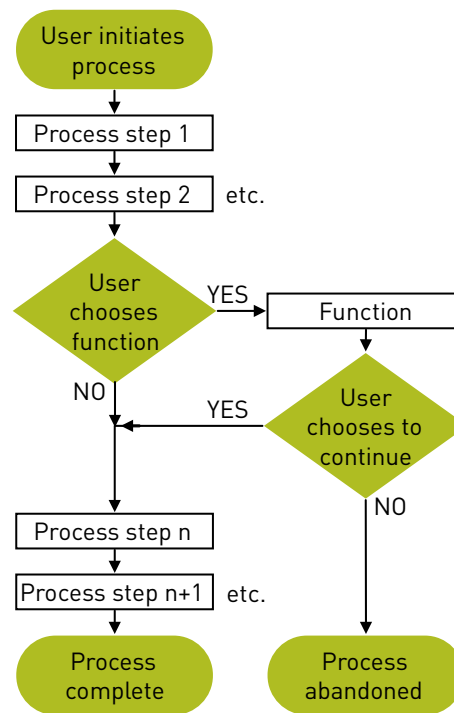 User initiates
process
Process step 1
Process step 2
etc.
User
chooses
function
YES
Function
NO
YES
User
chooses to
continue
NO
Process step n
Process step n+1
etc.
Process
complete
Process
abandoned